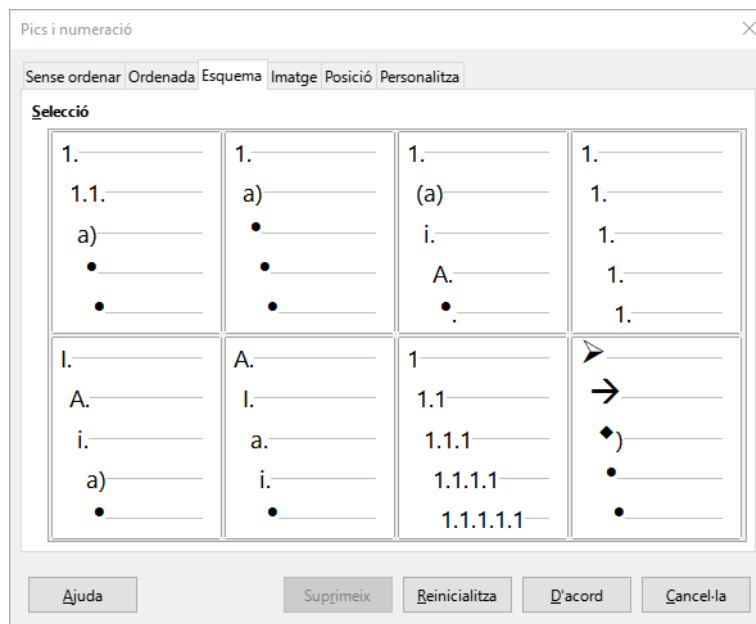 Pics i numeració
Sense ordenar Ordenada Esquema Imatge Posició Personalitza
Selecció
1.
1.1.
a)
•
•
1.
a)
•
•
•
1.
(a)
i.
A.
•.
1.
1.
1.
1.
1.
I.
A.
i.
a)
•
A.
I.
a.
i.
•
1
1.1
1.1.1
1.1.1.1
1.1.1.1.1
➢
→
◆)
•
•
Ajuda Suprimeix Reinicialitza D'acord Cancel·la